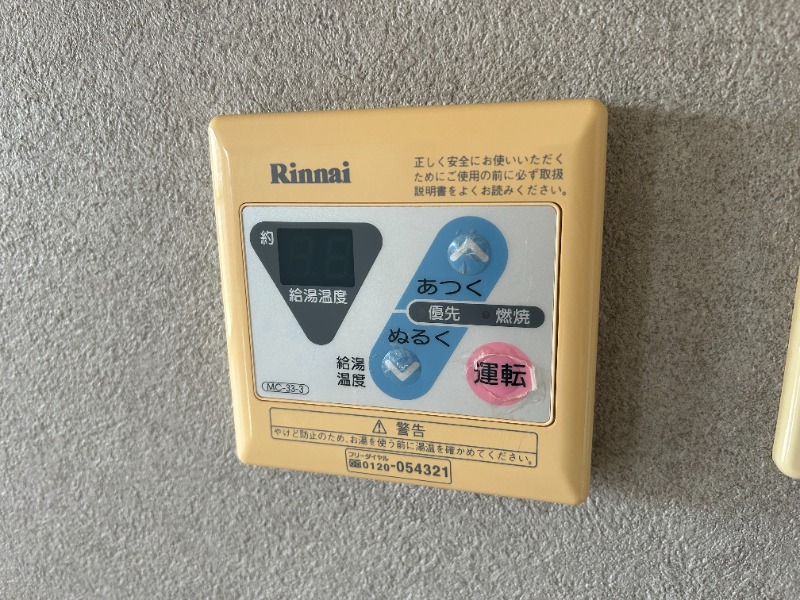 Rinnai
正しく安全にお使いいただく
ためにご使用の前に必ず取扱
説明書をよくお読みください。
約
給湯温度
あつく
優先 燃焼
ぬるく
給湯
温度
運転
MC-33-3
⚠ 警告
やけど防止のため、お湯を使う前に湯温を確かめてください。
フリーダイヤル
0120-054321